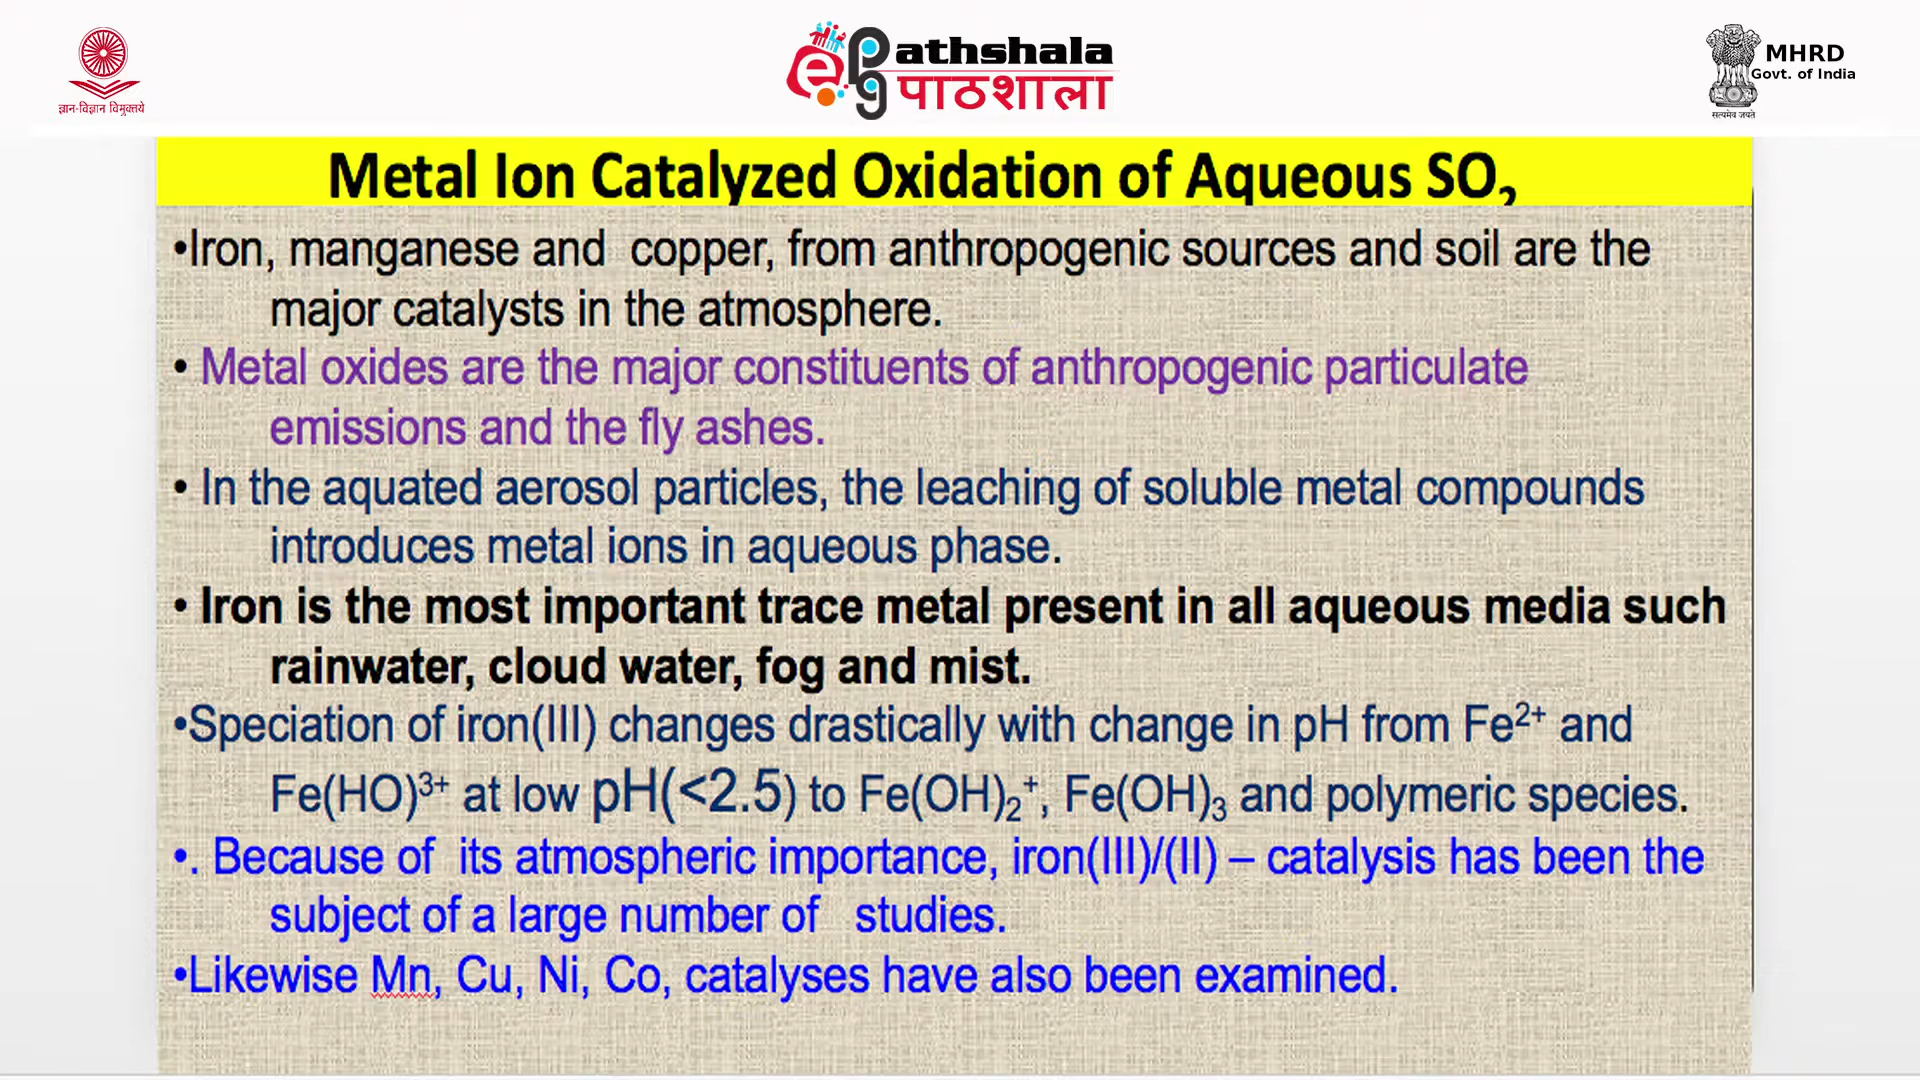 ज्ञान-विज्ञान विमुक्तये
ePathshala
पाठशाला
MHRD
Govt. of India
सत्यमेव जयते
Metal Ion Catalyzed Oxidation of Aqueous SO₂
•Iron, manganese and copper, from anthropogenic sources and soil are the
major catalysts in the atmosphere.
• Metal oxides are the major constituents of anthropogenic particulate
emissions and the fly ashes.
• In the aquated aerosol particles, the leaching of soluble metal compounds
introduces metal ions in aqueous phase.
• Iron is the most important trace metal present in all aqueous media such
rainwater, cloud water, fog and mist.
•Speciation of iron(III) changes drastically with change in pH from Fe²⁺ and
Fe(HO)³⁺ at low pH(<2.5) to Fe(OH)₂⁺, Fe(OH)₃ and polymeric species.
•. Because of its atmospheric importance, iron(III)/(II) – catalysis has been the
subject of a large number of studies.
•Likewise Mn, Cu, Ni, Co, catalyses have also been examined.